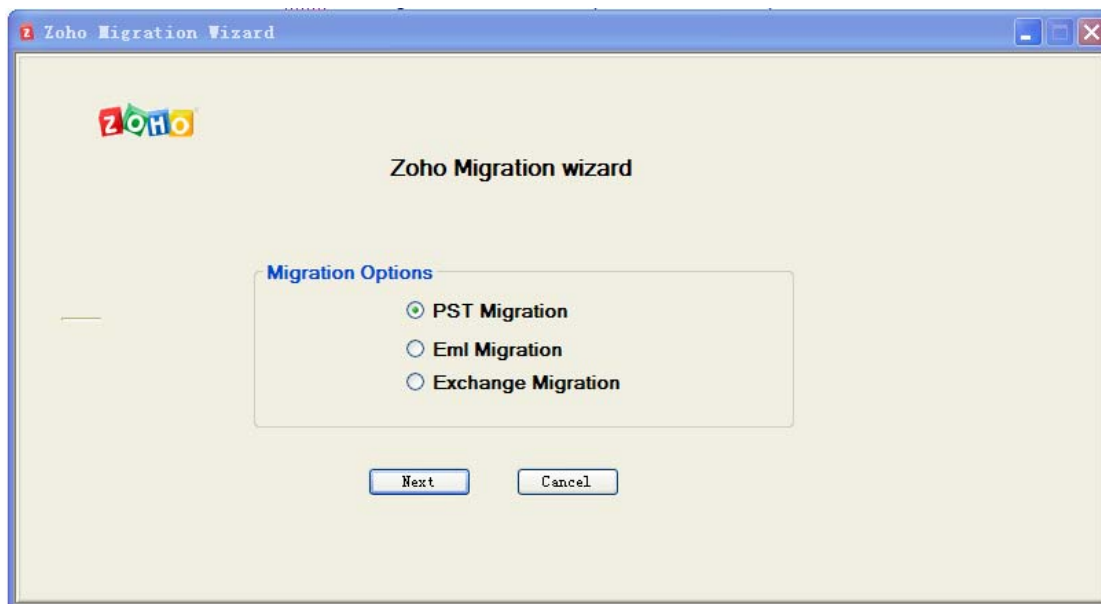 Zoho Migration Wizard
ZOHO
Zoho Migration wizard
Migration Options
PST Migration
Eml Migration
Exchange Migration
Next
Cancel